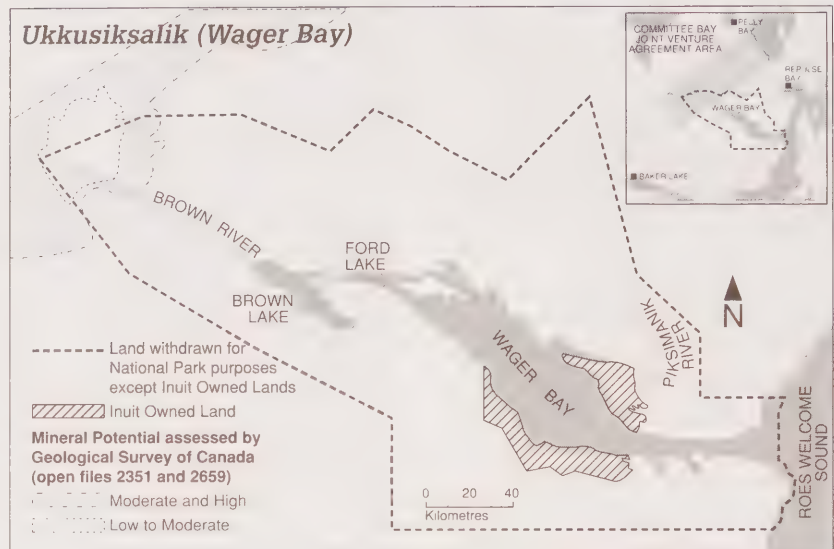 Ukkusiksalik (Wager Bay)
COMMITTEE BAY
JOINT VENTURE
AGREEMENT AREA
PELLY
BAY
REPULSE
BAY
WAGER BAY
BAKER LAKE
BROWN RIVER
FORD
LAKE
BROWN
LAKE
WAGER BAY
PIKSIMANIK
RIVER
N
ROES WELCOME
SOUND
Land withdrawn for
National Park purposes
except Inuit Owned Lands
Inuit Owned Land
Mineral Potential assessed by
Geological Survey of Canada
(open files 2351 and 2659)
Moderate and High
Low to Moderate
0 20 40
Kilometres